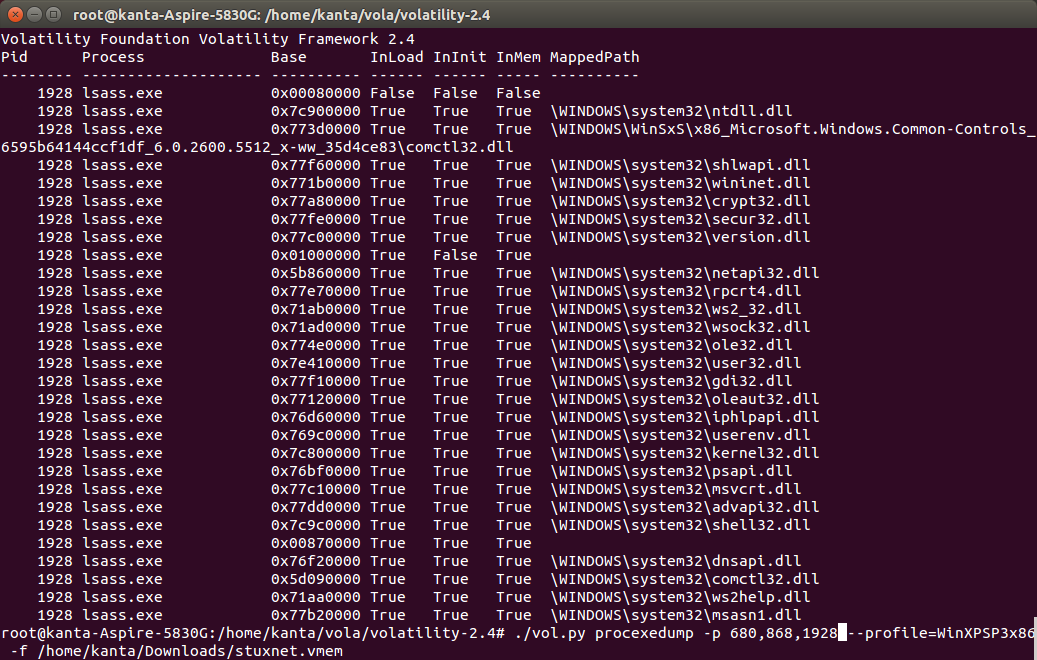 root@kanta-Aspire-5830G: /home/kanta/vola/volatility-2.4
Volatility Foundation Volatility Framework 2.4
Pid      Process              Base       InLoad InInit InMem MappedPath
-------- -------------------- ---------- ------ ------ ----- ----------
    1928 lsass.exe            0x00080000 False  False  False
    1928 lsass.exe            0x7c900000 True   True   True  \WINDOWS\system32\ntdll.dll
    1928 lsass.exe            0x773d0000 True   True   True  \WINDOWS\WinSxS\x86_Microsoft.Windows.Common-Controls_
6595b64144ccf1df_6.0.2600.5512_x-ww_35d4ce83\comctl32.dll
    1928 lsass.exe            0x77f60000 True   True   True  \WINDOWS\system32\shlwapi.dll
    1928 lsass.exe            0x771b0000 True   True   True  \WINDOWS\system32\wininet.dll
    1928 lsass.exe            0x77a80000 True   True   True  \WINDOWS\system32\crypt32.dll
    1928 lsass.exe            0x77fe0000 True   True   True  \WINDOWS\system32\secur32.dll
    1928 lsass.exe            0x77c00000 True   True   True  \WINDOWS\system32\version.dll
    1928 lsass.exe            0x01000000 True   False  True
    1928 lsass.exe            0x5b860000 True   True   True  \WINDOWS\system32\netapi32.dll
    1928 lsass.exe            0x77e70000 True   True   True  \WINDOWS\system32\rpcrt4.dll
    1928 lsass.exe            0x71ab0000 True   True   True  \WINDOWS\system32\ws2_32.dll
    1928 lsass.exe            0x71ad0000 True   True   True  \WINDOWS\system32\wsock32.dll
    1928 lsass.exe            0x774e0000 True   True   True  \WINDOWS\system32\ole32.dll
    1928 lsass.exe            0x7e410000 True   True   True  \WINDOWS\system32\user32.dll
    1928 lsass.exe            0x77f10000 True   True   True  \WINDOWS\system32\gdi32.dll
    1928 lsass.exe            0x77120000 True   True   True  \WINDOWS\system32\oleaut32.dll
    1928 lsass.exe            0x76d60000 True   True   True  \WINDOWS\system32\iphlpapi.dll
    1928 lsass.exe            0x769c0000 True   True   True  \WINDOWS\system32\userenv.dll
    1928 lsass.exe            0x7c800000 True   True   True  \WINDOWS\system32\kernel32.dll
    1928 lsass.exe            0x76bf0000 True   True   True  \WINDOWS\system32\psapi.dll
    1928 lsass.exe            0x77c10000 True   True   True  \WINDOWS\system32\msvcrt.dll
    1928 lsass.exe            0x77dd0000 True   True   True  \WINDOWS\system32\advapi32.dll
    1928 lsass.exe            0x7c9c0000 True   True   True  \WINDOWS\system32\shell32.dll
    1928 lsass.exe            0x00870000 True   True   True
    1928 lsass.exe            0x76f20000 True   True   True  \WINDOWS\system32\dnsapi.dll
    1928 lsass.exe            0x5d090000 True   True   True  \WINDOWS\system32\comctl32.dll
    1928 lsass.exe            0x71aa0000 True   True   True  \WINDOWS\system32\ws2help.dll
    1928 lsass.exe            0x77b20000 True   True   True  \WINDOWS\system32\msasn1.dll
root@kanta-Aspire-5830G:/home/kanta/vola/volatility-2.4# ./vol.py procexedump -p 680,868,1928 --profile=WinXPSP3x86
 -f /home/kanta/Downloads/stuxnet.vmem